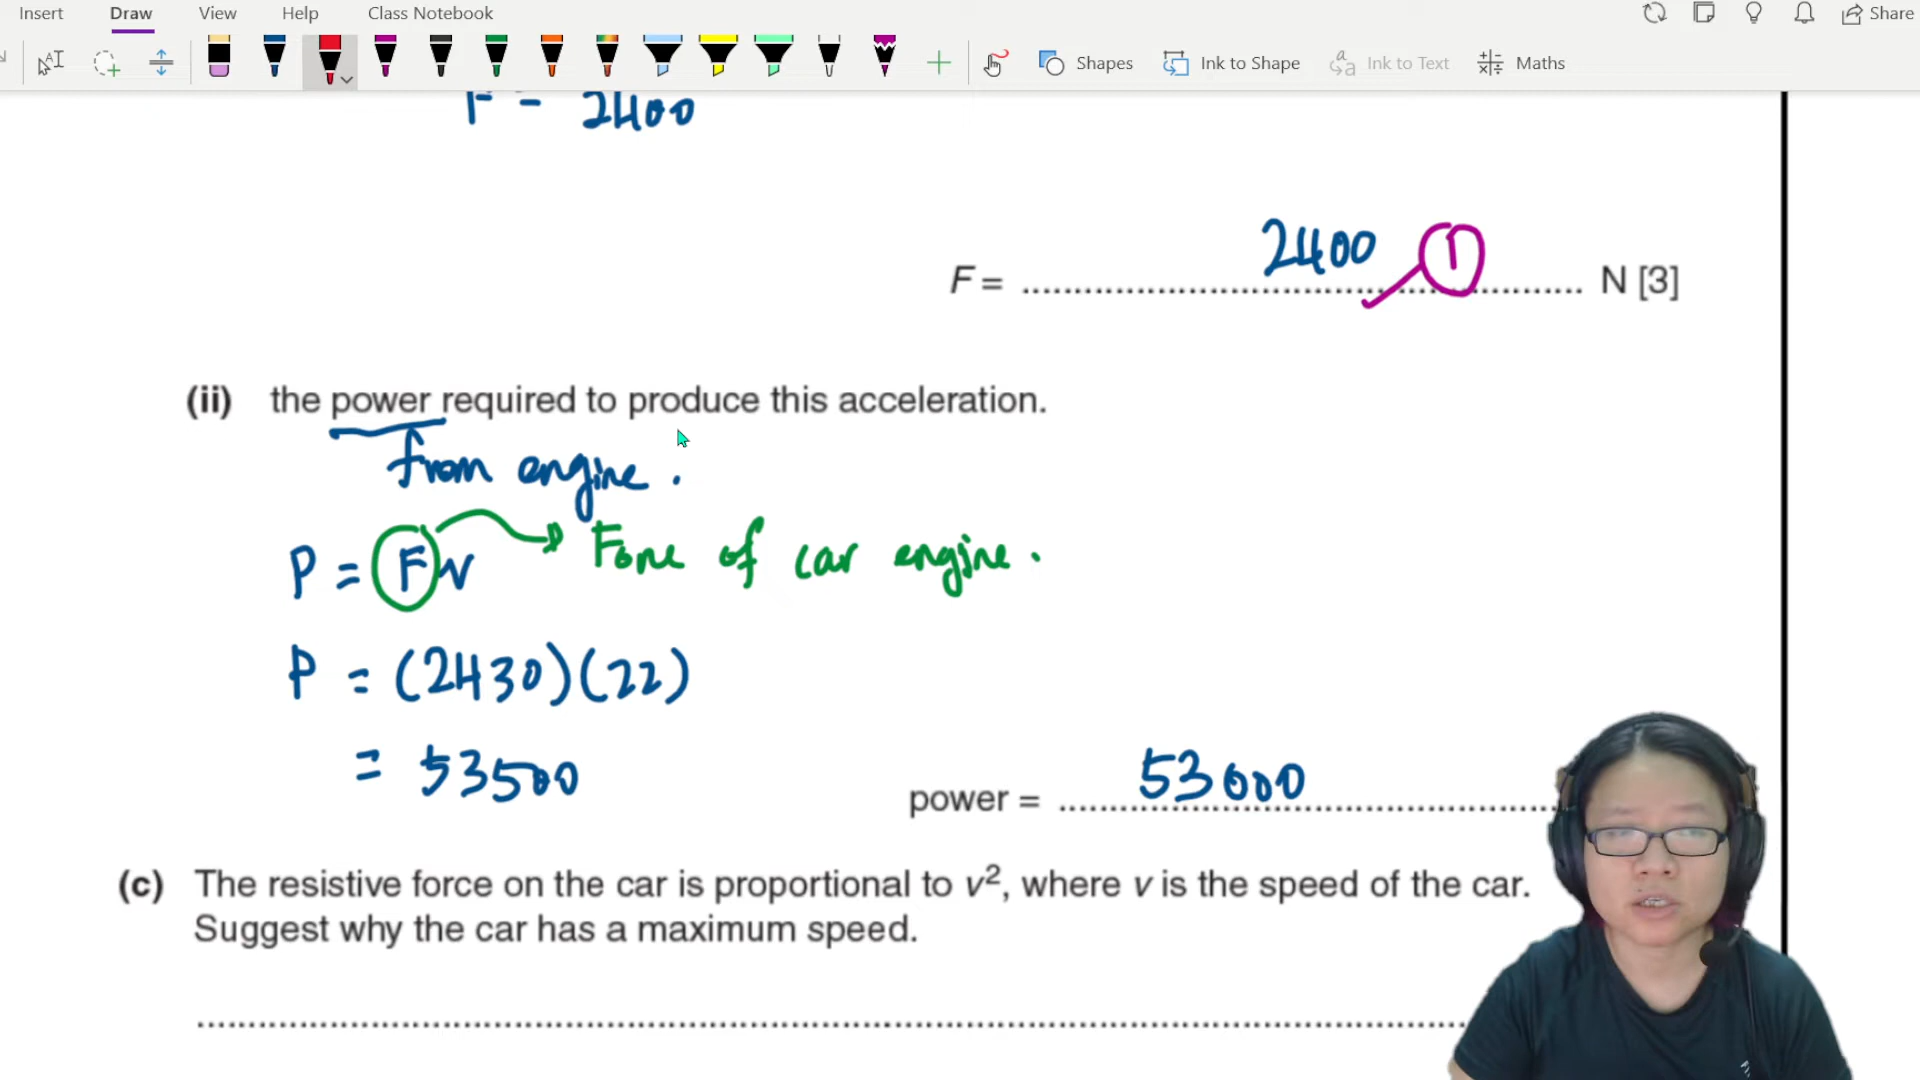 Insert Draw View Help Class Notebook Share
Shapes Ink to Shape Ink to Text Maths
F = 2400
2400 1
F = N [3]
(ii) the power required to produce this acceleration.
from engine.
P = Fv Force of car engine.
P = (2430)(22)
= 53500
53000
power =
(c) The resistive force on the car is proportional to v², where v is the speed of the car.
Suggest why the car has a maximum speed.